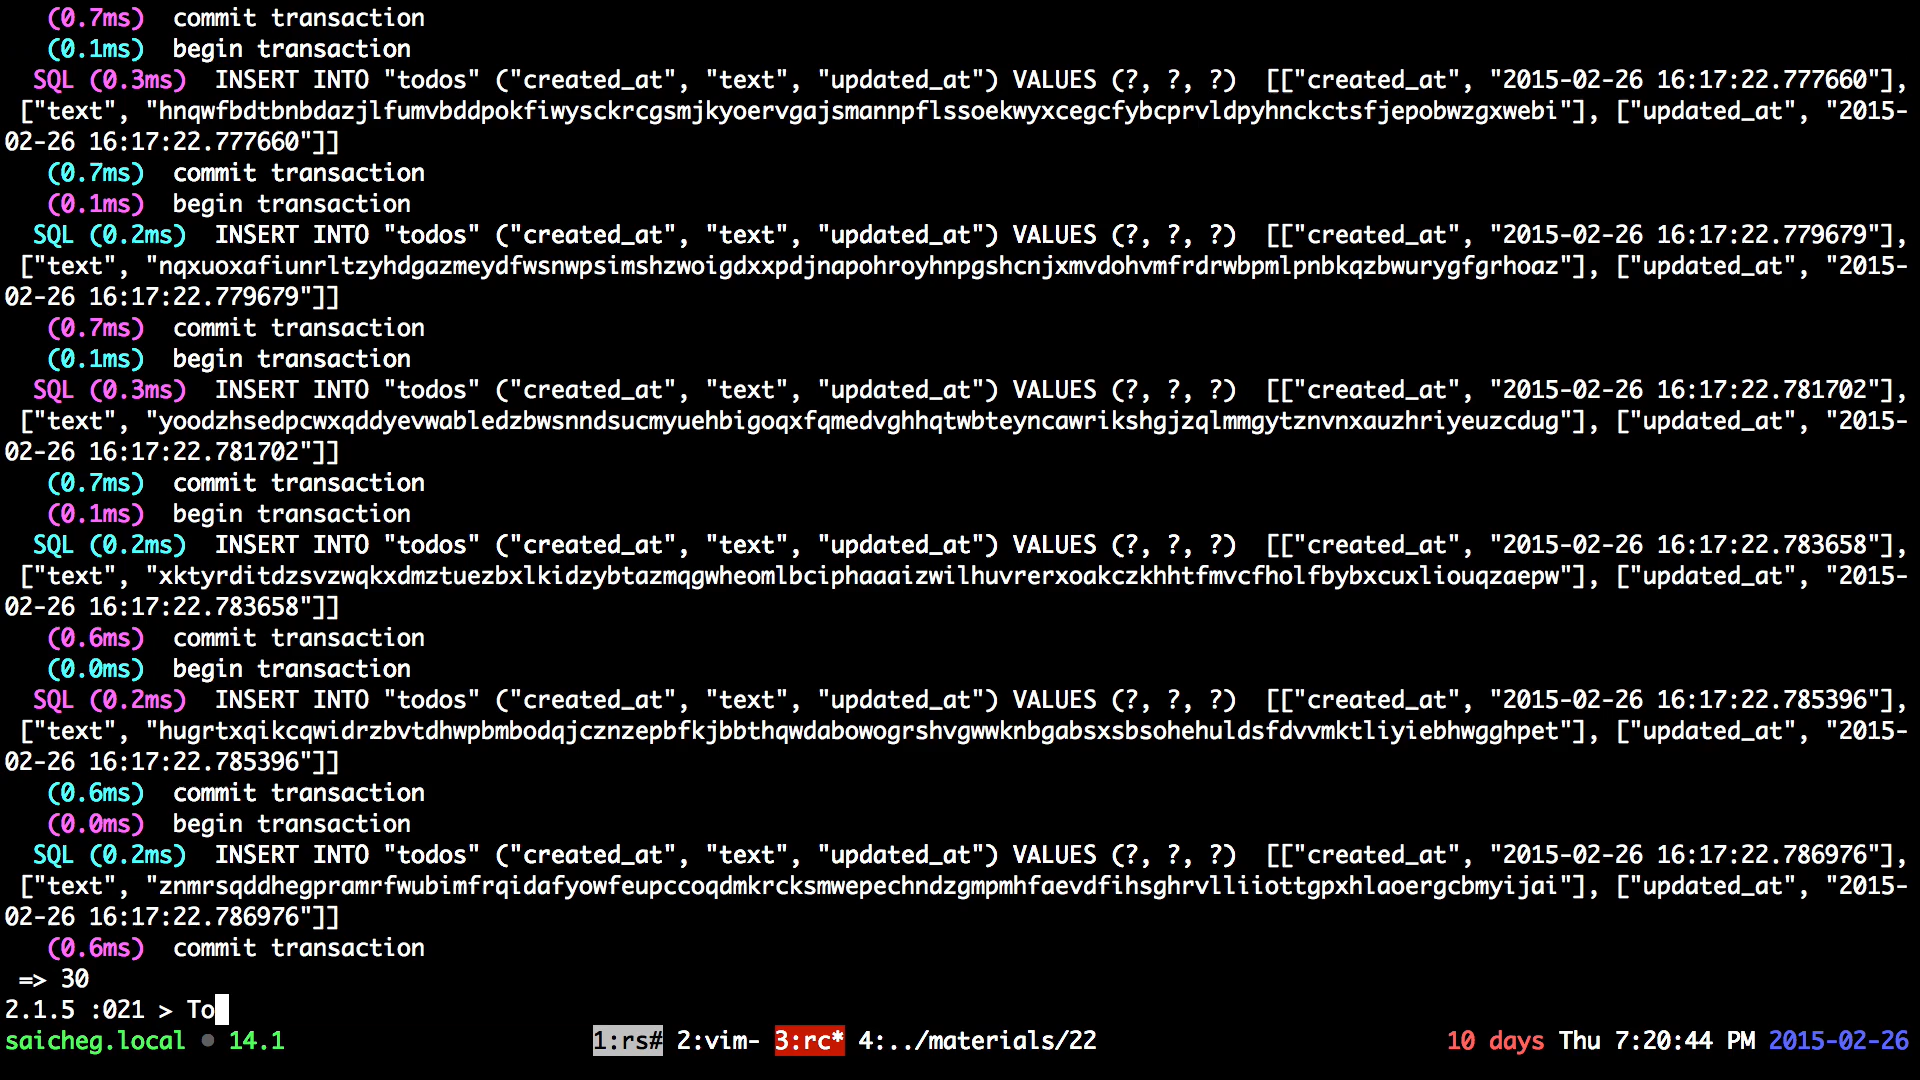 (0.7ms)  commit transaction
(0.1ms)  begin transaction
SQL (0.3ms)  INSERT INTO "todos" ("created_at", "text", "updated_at") VALUES (?, ?, ?)  [["created_at", "2015-02-26 16:17:22.777660"],
["text", "hnqwfbdtbnbdazjlfumvbddpokfiwysckrcgsmjkyoervgajsmannpflssoekwyxcegcfybcprvldpyhnckctsfjepobwzgxwebi"], ["updated_at", "2015-
02-26 16:17:22.777660"]]
(0.7ms)  commit transaction
(0.1ms)  begin transaction
SQL (0.2ms)  INSERT INTO "todos" ("created_at", "text", "updated_at") VALUES (?, ?, ?)  [["created_at", "2015-02-26 16:17:22.779679"],
["text", "nqxuoxafiunrltzyhdgazmeydfwsnwpsimshzwoigdxxpdjnapohroyhnpgshcnjxmvdohvmfrdrwbpmlpnbkqzbwurygfgrhoaz"], ["updated_at", "2015-
02-26 16:17:22.779679"]]
(0.7ms)  commit transaction
(0.1ms)  begin transaction
SQL (0.3ms)  INSERT INTO "todos" ("created_at", "text", "updated_at") VALUES (?, ?, ?)  [["created_at", "2015-02-26 16:17:22.781702"],
["text", "yoodzhsedpcwxqddyevwabledzbwsnndsucmyuehbigoqxfqmedvghhqtwbteyncawrikshgjzqlmmgytznvnxauzhriyeuzcdug"], ["updated_at", "2015-
02-26 16:17:22.781702"]]
(0.7ms)  commit transaction
(0.1ms)  begin transaction
SQL (0.2ms)  INSERT INTO "todos" ("created_at", "text", "updated_at") VALUES (?, ?, ?)  [["created_at", "2015-02-26 16:17:22.783658"],
["text", "xktyrditdzsvzwqkxdmztuezbxlkidzybtazmqgwheomlbciphaaaizwilhuvrerxoakczkhhtfmvcfholfbybxcuxliouqzaepw"], ["updated_at", "2015-
02-26 16:17:22.783658"]]
(0.6ms)  commit transaction
(0.0ms)  begin transaction
SQL (0.2ms)  INSERT INTO "todos" ("created_at", "text", "updated_at") VALUES (?, ?, ?)  [["created_at", "2015-02-26 16:17:22.785396"],
["text", "hugrtxqikcqwidrzbvtdhwpbmbodqjcznzepbfkjbbthqwdabowogrshvgwwknbgabsxsbsohehuldsfdvvmktliyiebhwgghpet"], ["updated_at", "2015-
02-26 16:17:22.785396"]]
(0.6ms)  commit transaction
(0.0ms)  begin transaction
SQL (0.2ms)  INSERT INTO "todos" ("created_at", "text", "updated_at") VALUES (?, ?, ?)  [["created_at", "2015-02-26 16:17:22.786976"],
["text", "znmrsqddhegpramrfwubimfrqidafyowfeupccoqdmkrcksmwepechndzgmpmhfaevdfihsghrvlliiottgpxhlaoergcbmyijai"], ["updated_at", "2015-
02-26 16:17:22.786976"]]
(0.6ms)  commit transaction
=> 30
2.1.5 :021 > To
saicheg.local ● 14.1 1:rs# 2:vim- 3:rc* 4:../materials/22 10 days Thu 7:20:44 PM 2015-02-26